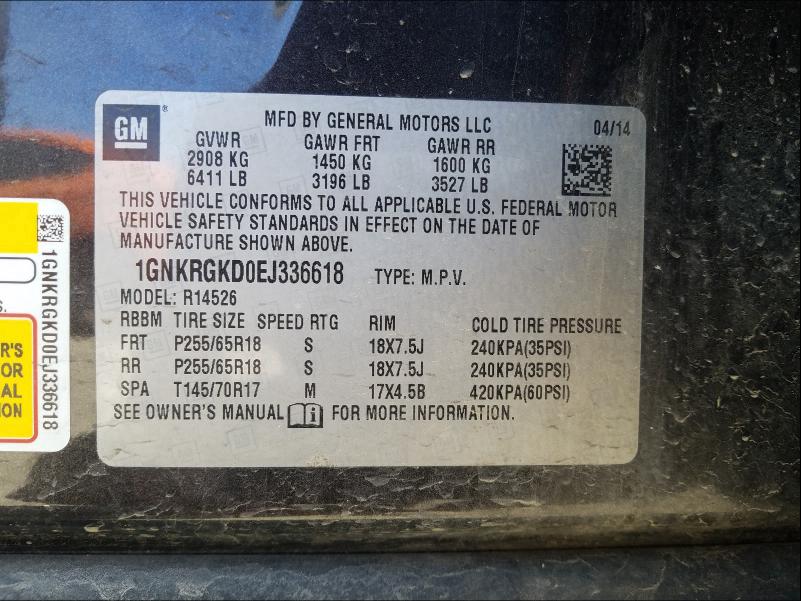 GM ®
MFD BY GENERAL MOTORS LLC 04/14
GVWR GAWR FRT GAWR RR
2908 KG 1450 KG 1600 KG
6411 LB 3196 LB 3527 LB
THIS VEHICLE CONFORMS TO ALL APPLICABLE U.S. FEDERAL MOTOR
VEHICLE SAFETY STANDARDS IN EFFECT ON THE DATE OF
MANUFACTURE SHOWN ABOVE.
1GNKRGKD0EJ336618 TYPE: M.P.V.
MODEL: R14526
RBBM TIRE SIZE SPEED RTG RIM COLD TIRE PRESSURE
FRT P255/65R18 S 18X7.5J 240KPA(35PSI)
RR P255/65R18 S 18X7.5J 240KPA(35PSI)
SPA T145/70R17 M 17X4.5B 420KPA(60PSI)
SEE OWNER'S MANUAL i FOR MORE INFORMATION.
1GNKRGKD0EJ336618
S.
R'S
OR
AL
ION